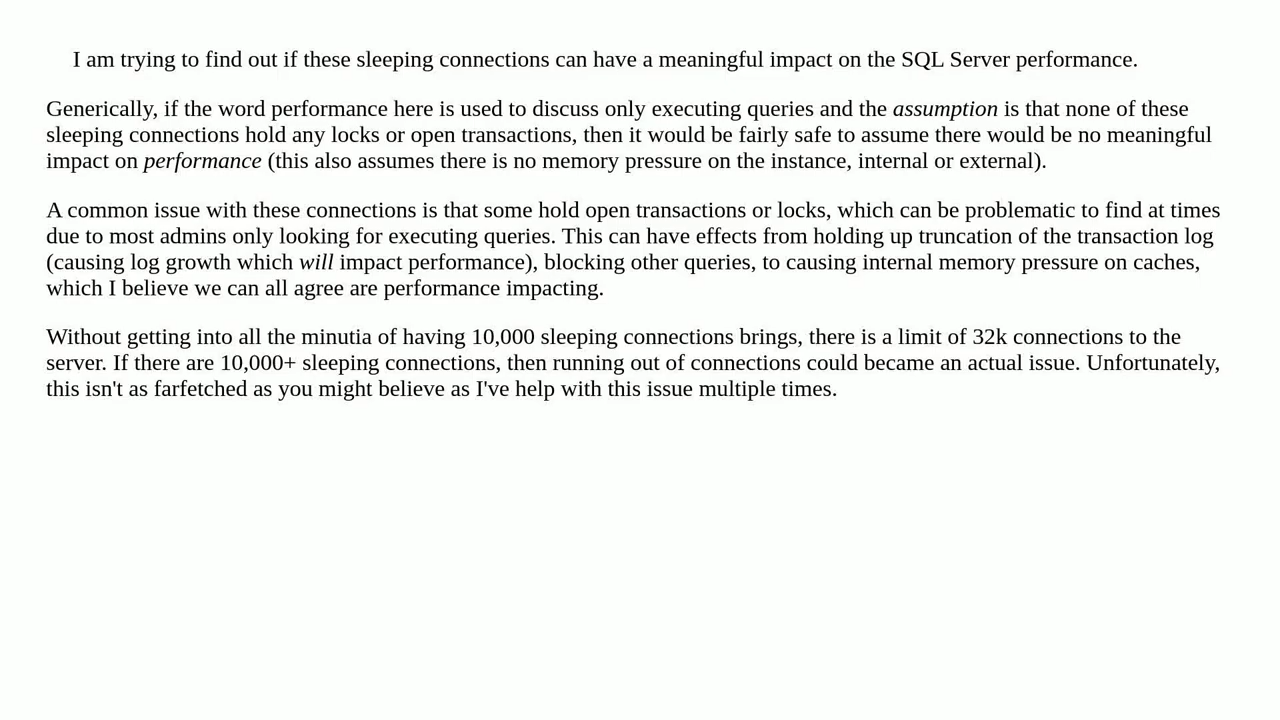 I am trying to find out if these sleeping connections can have a meaningful impact on the SQL Server performance.
Generically, if the word performance here is used to discuss only executing queries and the assumption is that none of these
sleeping connections hold any locks or open transactions, then it would be fairly safe to assume there would be no meaningful
impact on performance (this also assumes there is no memory pressure on the instance, internal or external).
A common issue with these connections is that some hold open transactions or locks, which can be problematic to find at times
due to most admins only looking for executing queries. This can have effects from holding up truncation of the transaction log
(causing log growth which will impact performance), blocking other queries, to causing internal memory pressure on caches,
which I believe we can all agree are performance impacting.
Without getting into all the minutia of having 10,000 sleeping connections brings, there is a limit of 32k connections to the
server. If there are 10,000+ sleeping connections, then running out of connections could became an actual issue. Unfortunately,
this isn't as farfetched as you might believe as I've help with this issue multiple times.